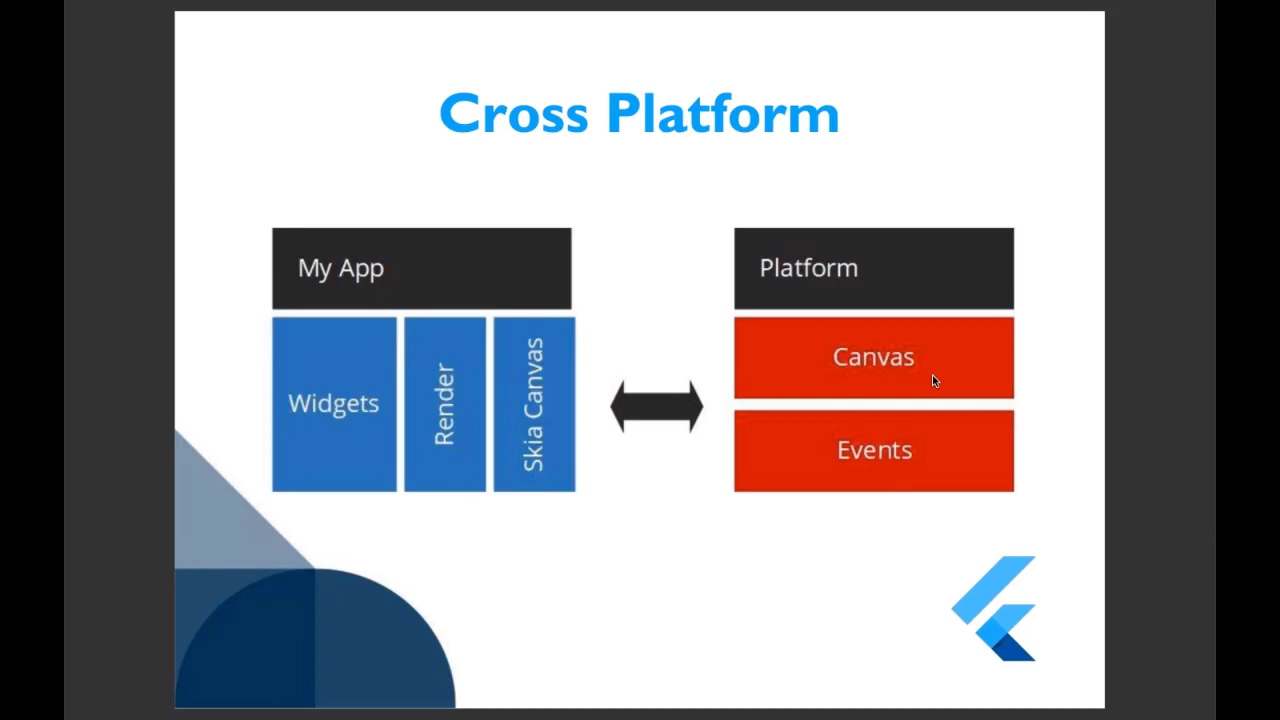 Cross Platform
My App
Widgets
Render
Skia Canvas
Platform
Canvas
Events